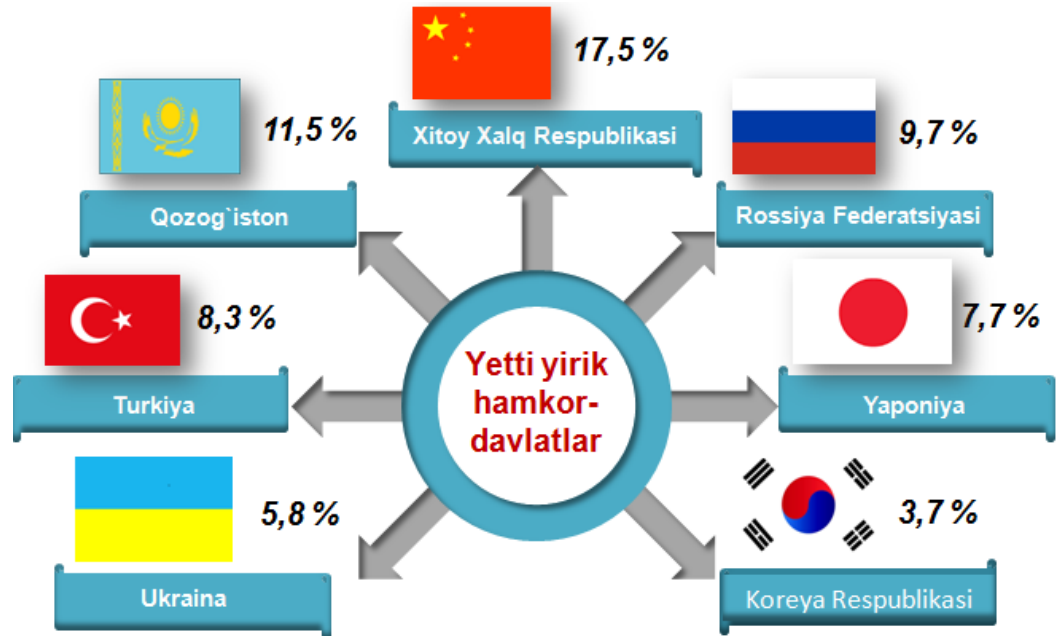 17,5 %
Xitoy Xalq Respublikasi
11,5 %
Qozog`iston
9,7 %
Rossiya Federatsiyasi
8,3 %
Turkiya
7,7 %
Yaponiya
Yetti yirik
hamkor-
davlatlar
5,8 %
Ukraina
3,7 %
Koreya Respublikasi